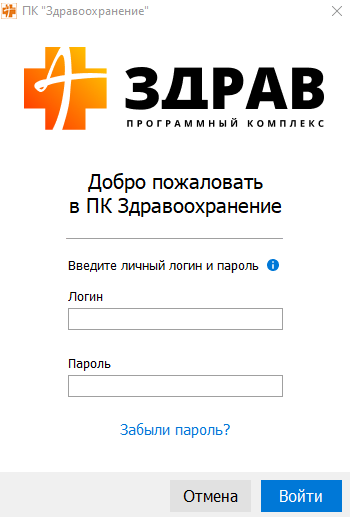 ПК "Здравоохранение"
ЗДРАВ
ПРОГРАММНЫЙ КОМПЛЕКС
Добро пожаловать
в ПК Здравоохранение
Введите личный логин и пароль
Логин
Пароль
Забыли пароль?
Отмена
Войти